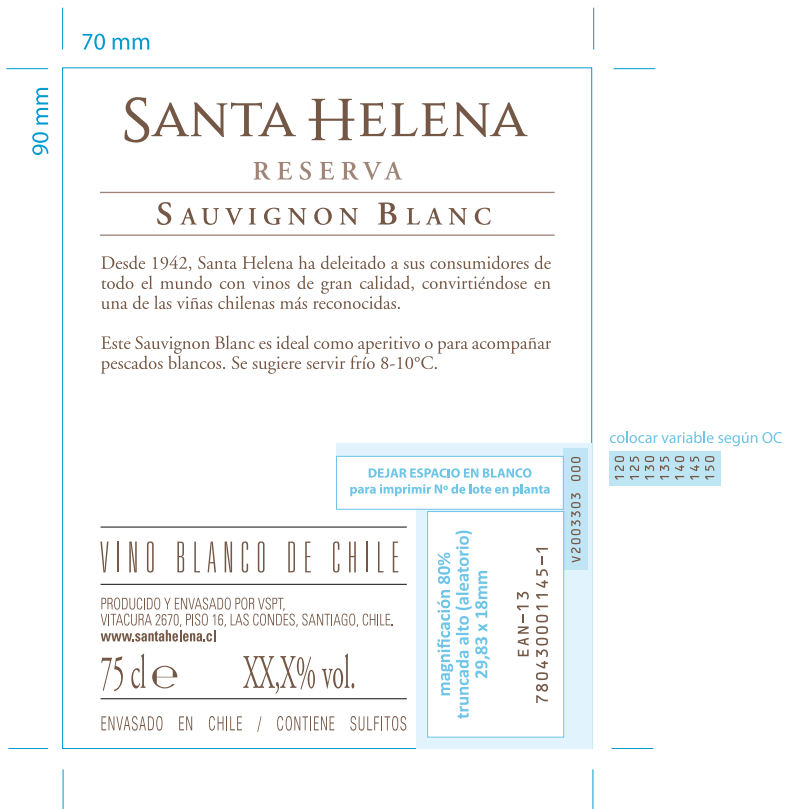 70 mm
90 mm
SANTA HELENA
RESERVA
SAUVIGNON BLANC
Desde 1942, Santa Helena ha deleitado a sus consumidores de
todo el mundo con vinos de gran calidad, convirtiéndose en
una de las viñas chilenas más reconocidas.
Este Sauvignon Blanc es ideal como aperitivo o para acompañar
pescados blancos. Se sugiere servir frío 8-10°C.
colocar variable según OC
120
125
130
135
140
145
150
DEJAR ESPACIO EN BLANCO
para imprimir Nº de lote en planta
V2003303 000
VINO BLANCO DE CHILE
PRODUCIDO Y ENVASADO POR VSPT,
VITACURA 2670, PISO 16, LAS CONDES, SANTIAGO, CHILE.
www.santahelena.cl
75 cl e XX,X% vol.
ENVASADO EN CHILE / CONTIENE SULFITOS
magnificación 80%
truncada alto (aleatorio)
29,83 x 18mm
EAN-13
780430001145-1